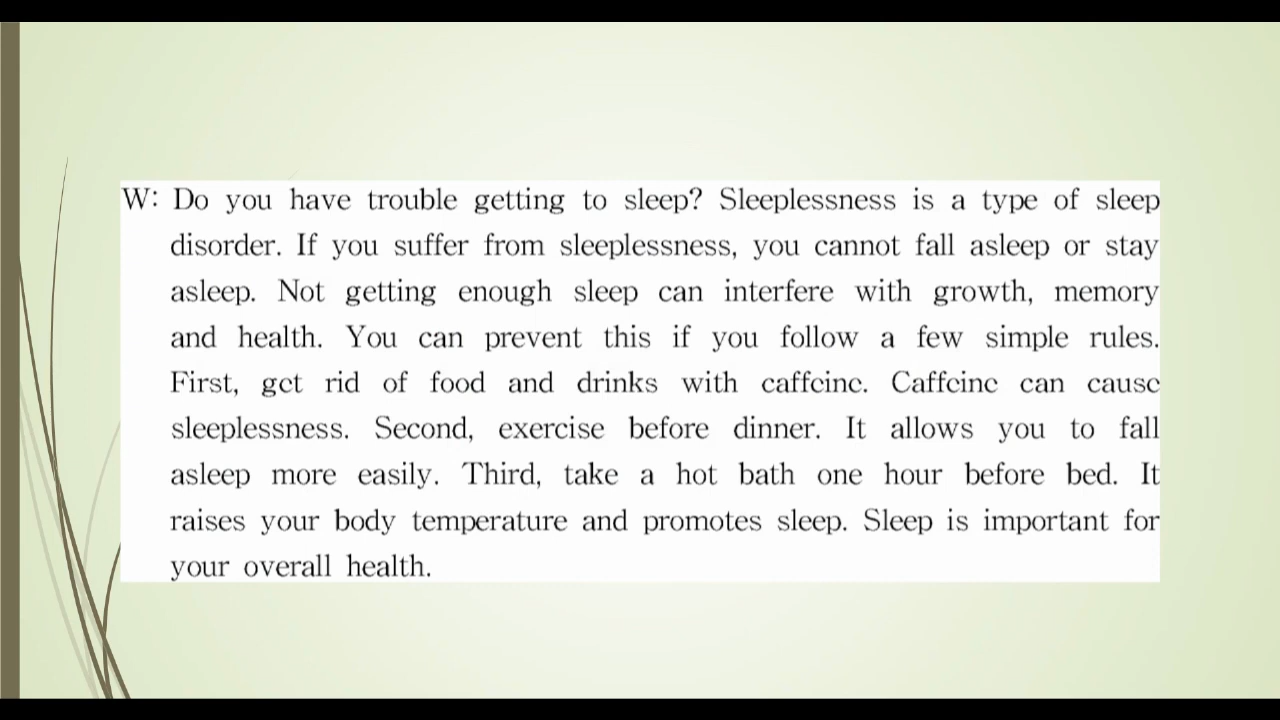 W: Do you have trouble getting to sleep? Sleeplessness is a type of sleep
disorder. If you suffer from sleeplessness, you cannot fall asleep or stay
asleep. Not getting enough sleep can interfere with growth, memory
and health. You can prevent this if you follow a few simple rules.
First, get rid of food and drinks with caffeine. Caffeine can cause
sleeplessness. Second, exercise before dinner. It allows you to fall
asleep more easily. Third, take a hot bath one hour before bed. It
raises your body temperature and promotes sleep. Sleep is important for
your overall health.